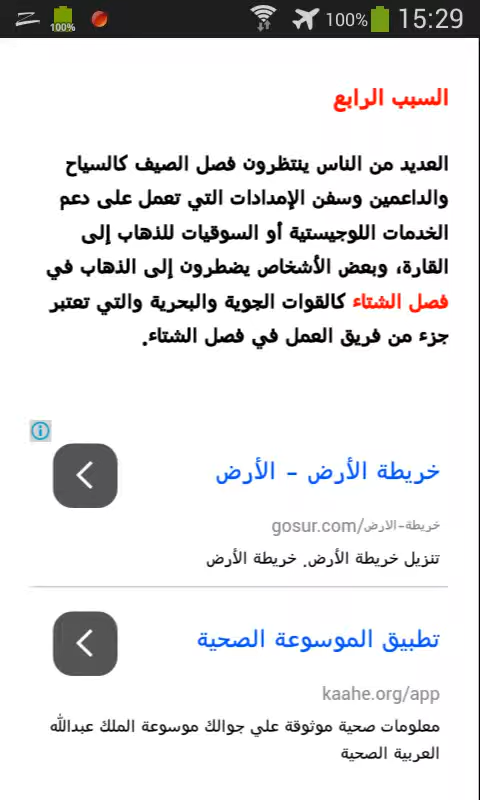 100%
100%
15:29
السبب الرابع
العديد من الناس ينتظرون فصل الصيف كالسياح
والداعمين وسفن الإمدادات التي تعمل على دعم
الخدمات اللوجيستية أو السوقيات للذهاب إلى
القارة، وبعض الأشخاص يضطرون إلى الذهاب في
فصل الشتاء كالقوات الجوية والبحرية والتي تعتبر
جزء من فريق العمل في فصل الشتاء.
خريطة الأرض - الأرض
gosur.com/خريطة-الارض
تنزيل خريطة الأرض. خريطة الأرض
تطبيق الموسوعة الصحية
kaahe.org/app
معلومات صحية موثوقة علي جوالك موسوعة الملك عبدالله
العربية الصحية